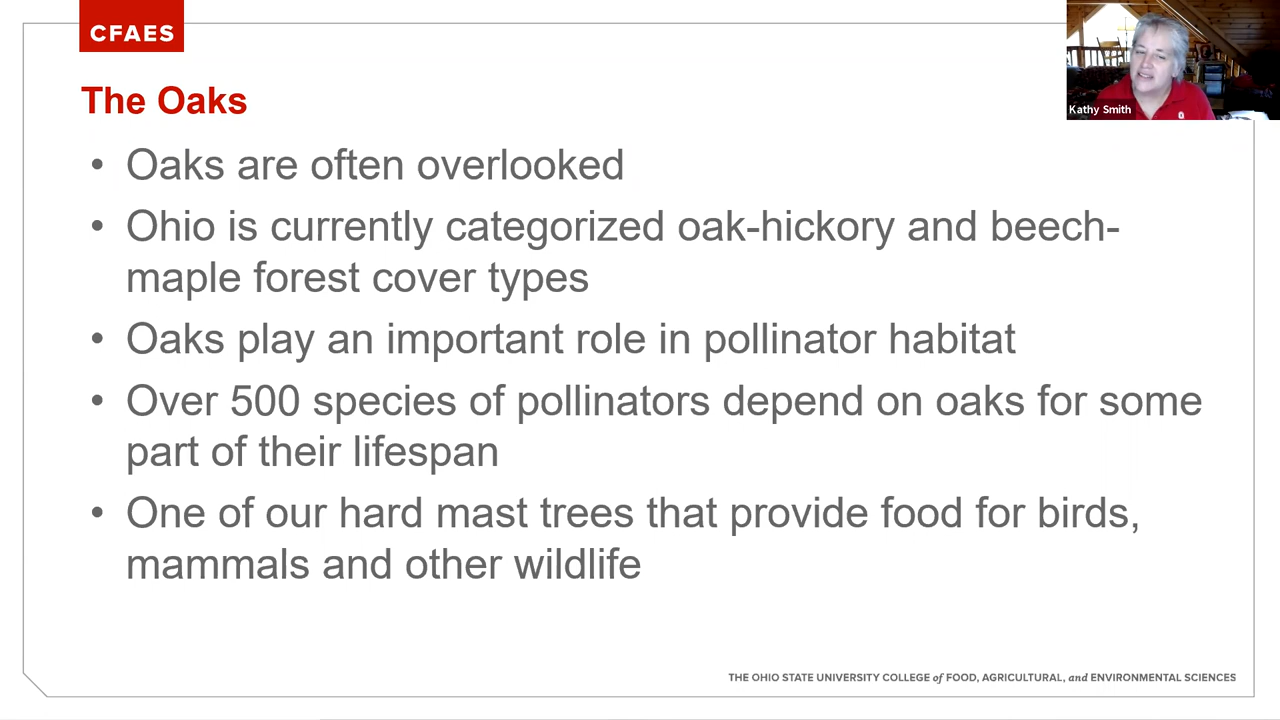 CFAES
Kathy Smith
The Oaks
• Oaks are often overlooked
• Ohio is currently categorized oak-hickory and beech-
maple forest cover types
• Oaks play an important role in pollinator habitat
• Over 500 species of pollinators depend on oaks for some
part of their lifespan
• One of our hard mast trees that provide food for birds,
mammals and other wildlife
THE OHIO STATE UNIVERSITY COLLEGE of FOOD, AGRICULTURAL, and ENVIRONMENTAL SCIENCES